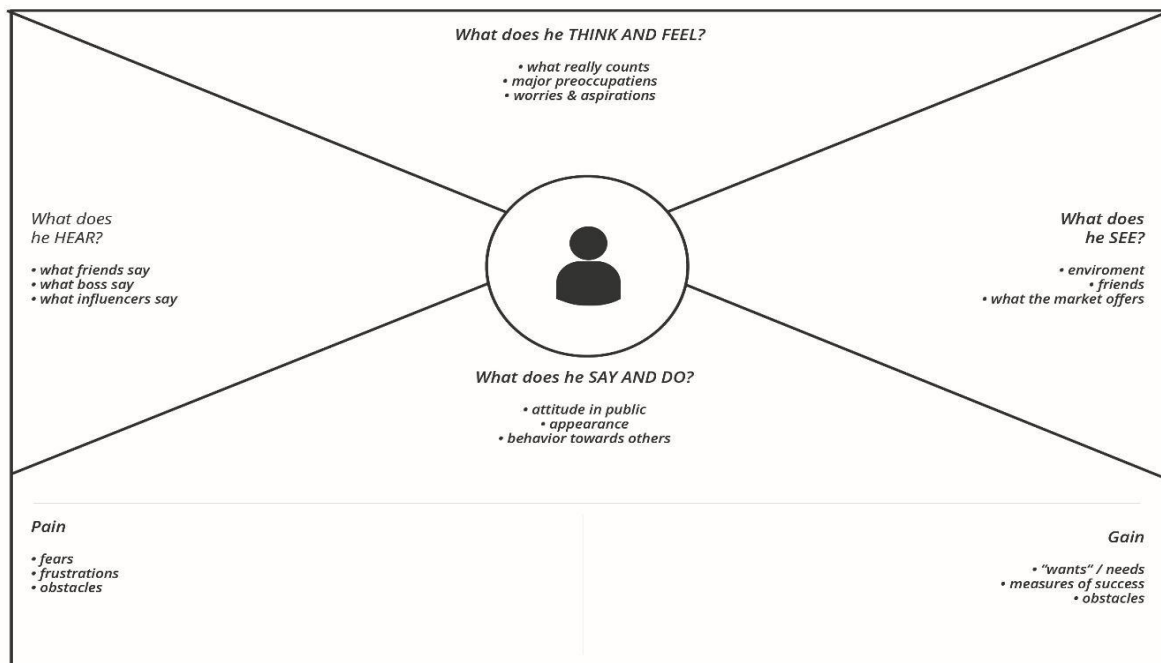 What does he THINK AND FEEL?
• what really counts
• major preoccupatiens
• worries & aspirations
What does
he HEAR?
• what friends say
• what boss say
• what influencers say
What does
he SEE?
• enviroment
• friends
• what the market offers
What does he SAY AND DO?
• attitude in public
• appearance
• behavior towards others
Pain
• fears
• frustrations
• obstacles
Gain
• “wants“ / needs
• measures of success
• obstacles